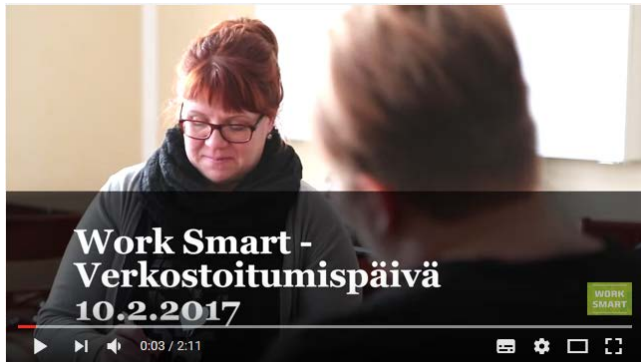 Work Smart -
Verkostoitumispäivä
10.2.2017
WORK
SMART
0:03 / 2:11